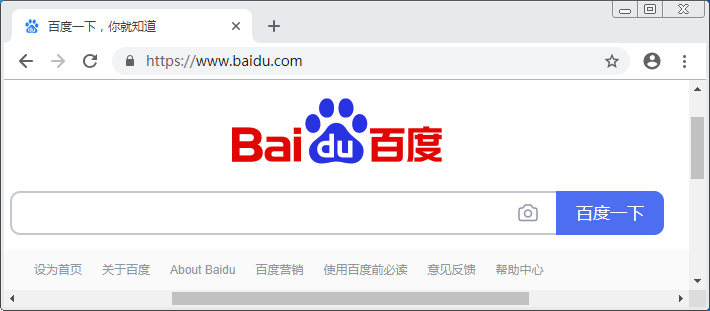 百度一下，你就知道
https://www.baidu.com
Bai du 百度
百度一下
设为首页 关于百度 About Baidu 百度营销 使用百度前必读 意见反馈 帮助中心